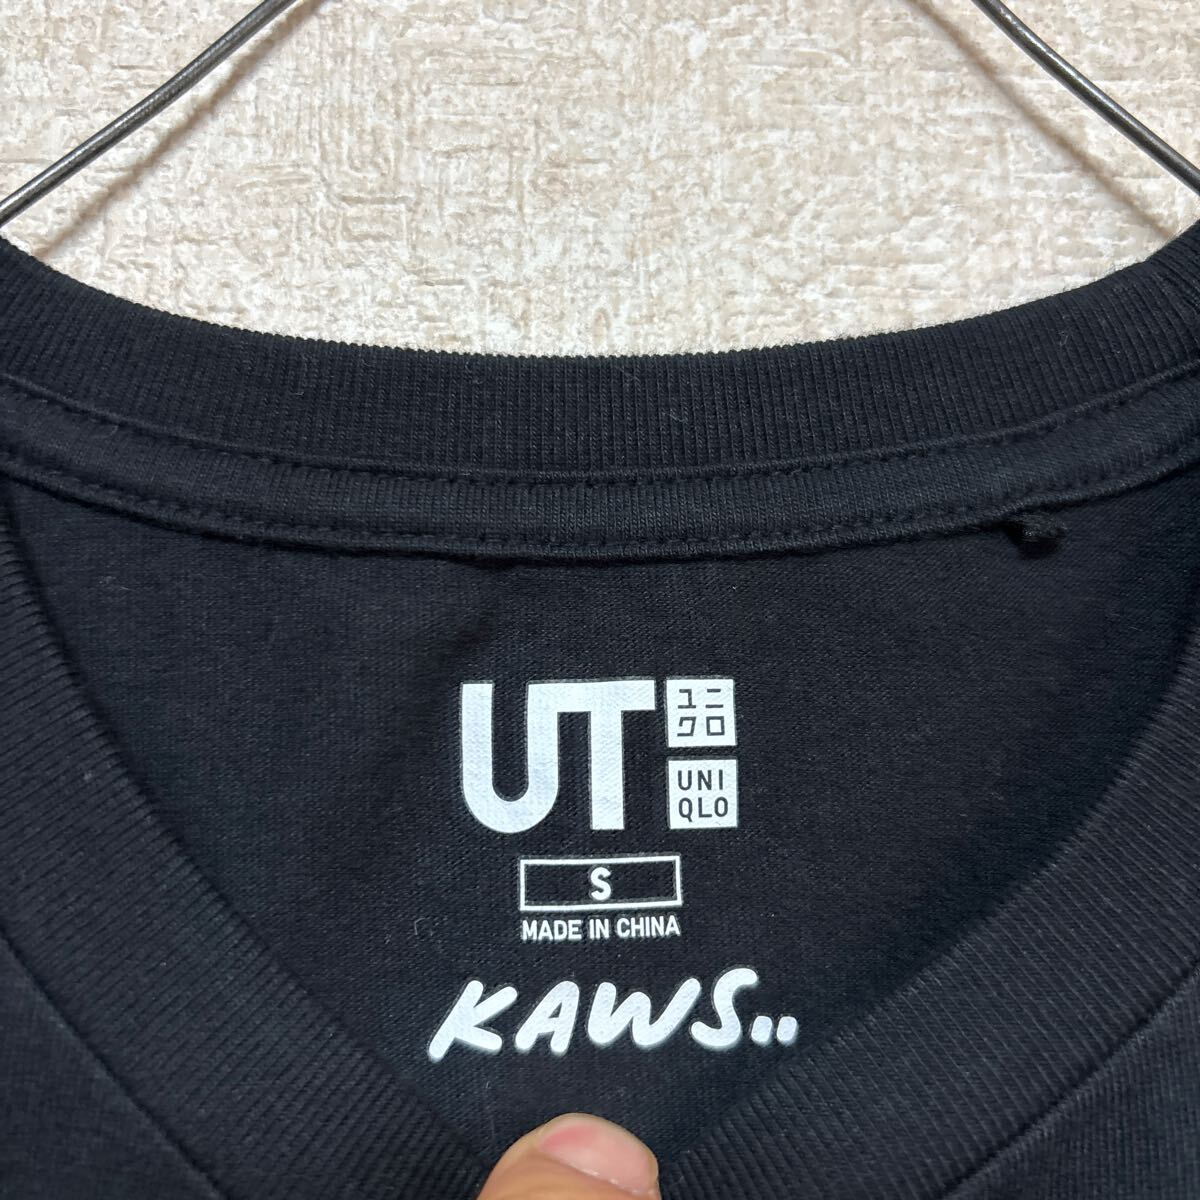 UT
ユニ
クロ
UNI
QLO
S
MADE IN CHINA
KAWS..